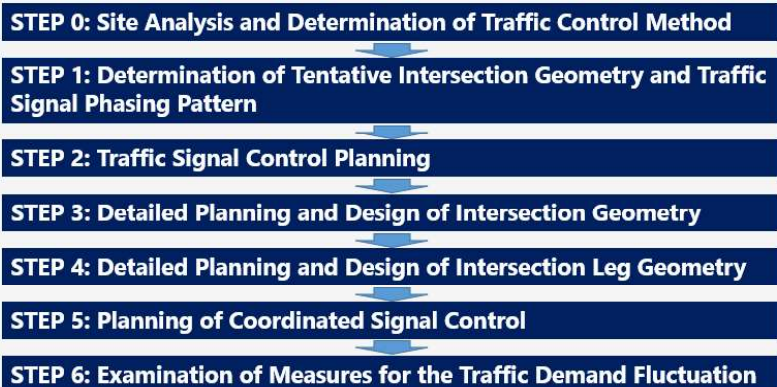 STEP 0: Site Analysis and Determination of Traffic Control Method
STEP 1: Determination of Tentative Intersection Geometry and Traffic
Signal Phasing Pattern
STEP 2: Traffic Signal Control Planning
STEP 3: Detailed Planning and Design of Intersection Geometry
STEP 4: Detailed Planning and Design of Intersection Leg Geometry
STEP 5: Planning of Coordinated Signal Control
STEP 6: Examination of Measures for the Traffic Demand Fluctuation